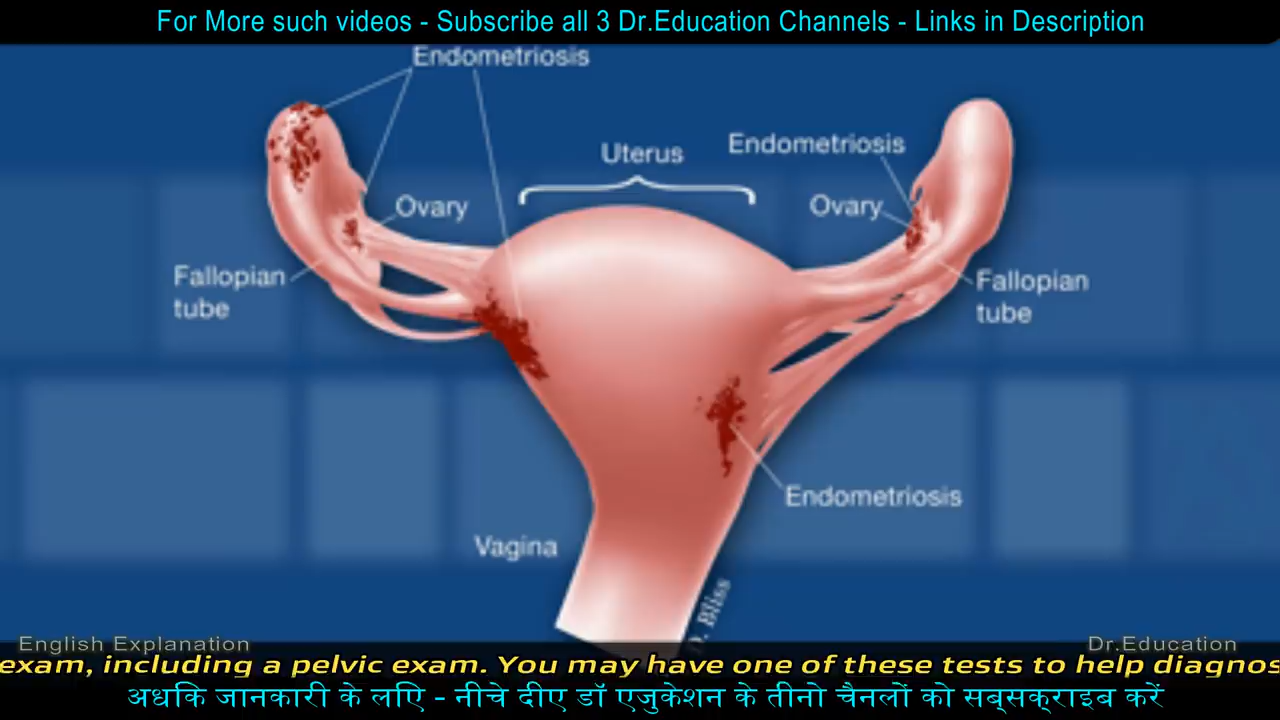 For More such videos - Subscribe all 3 Dr.Education Channels - Links in Description
Endometriosis
Uterus
Endometriosis
Ovary
Ovary
Fallopian
tube
Fallopian
tube
Endometriosis
Vagina
D. Bliss
English Explanation
Dr.Education
exam, including a pelvic exam. You may have one of these tests to help diagnos
अधकि जानकारी के लएि - नीचे दीए डॉ एजुकेशन के तीनो चैनलों को सब्सक्राइब करें